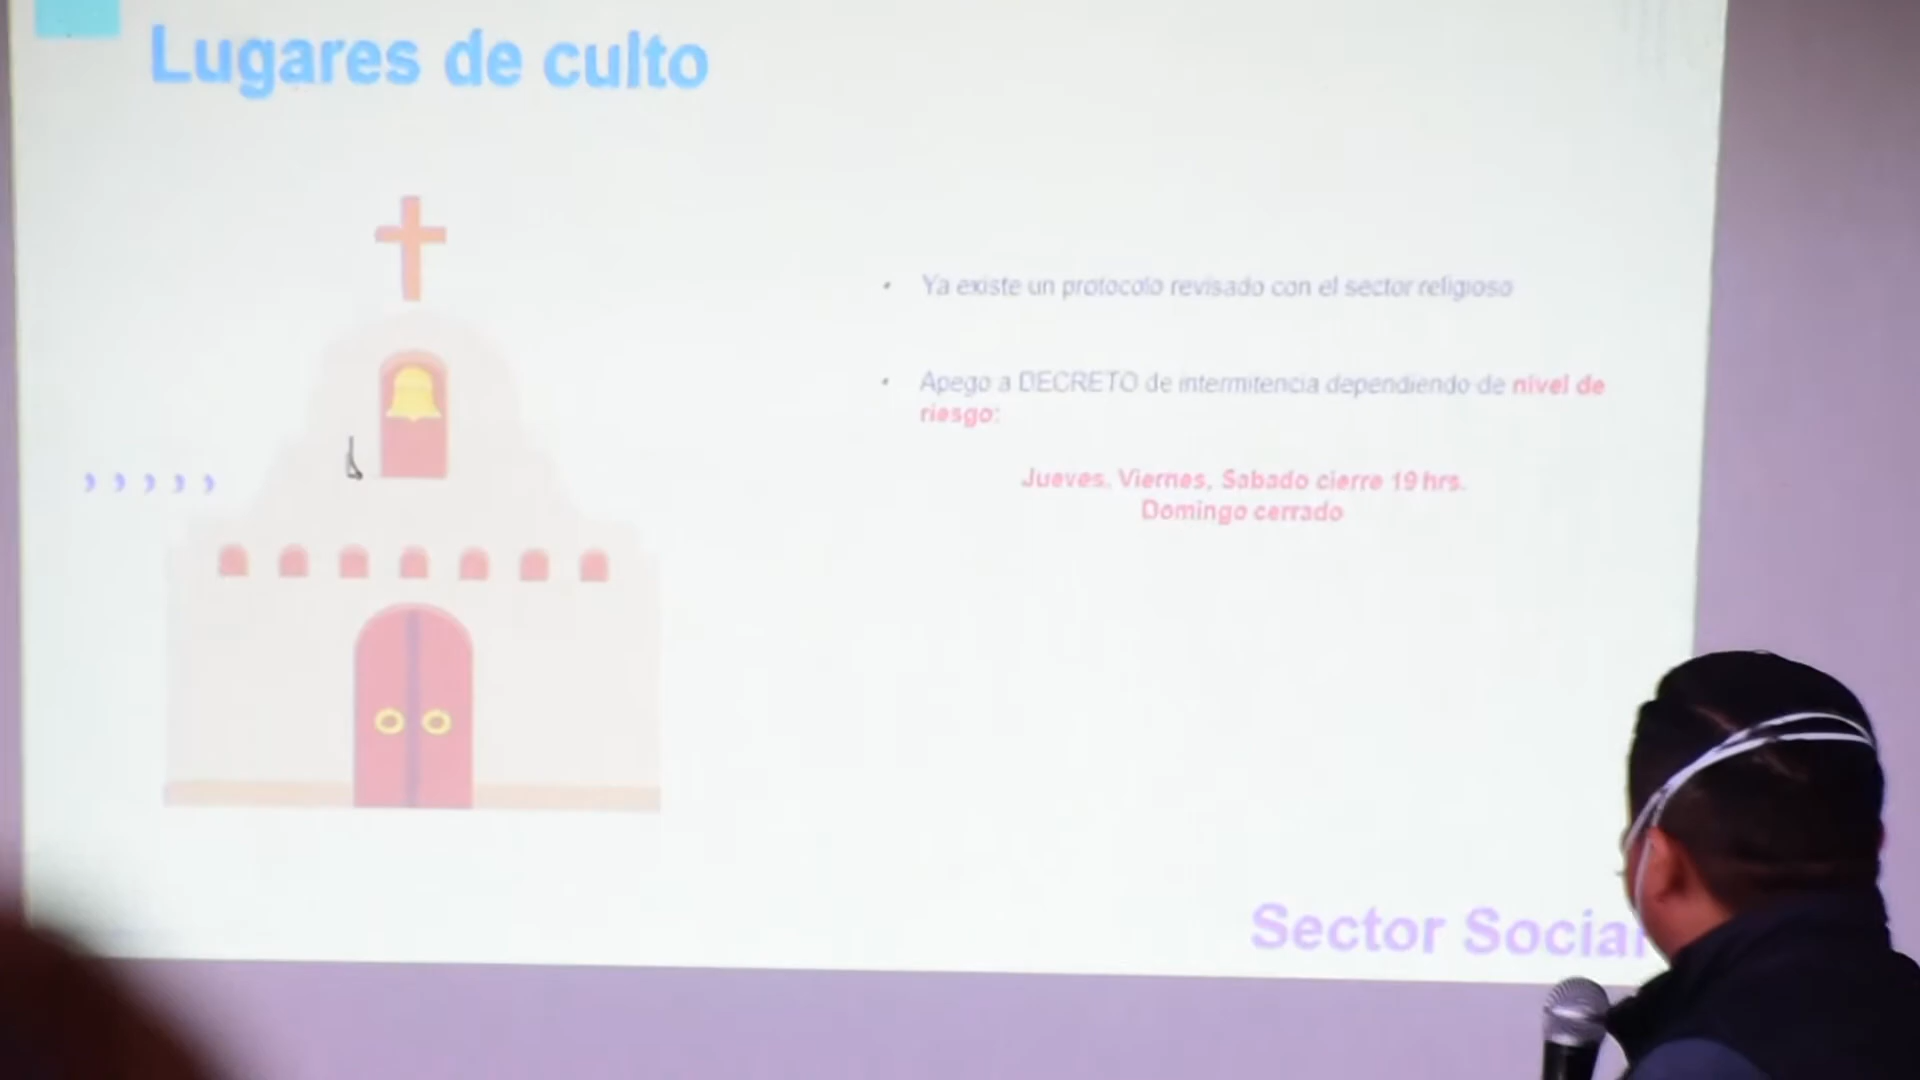 Lugares de culto
• Ya existe un protocolo revisado con el sector religioso
• Apego a DECRETO de intermitencia dependiendo de nivel de
riesgo:
Jueves, Viernes, Sabado cierre 19 hrs.
Domingo cerrado
Sector Social